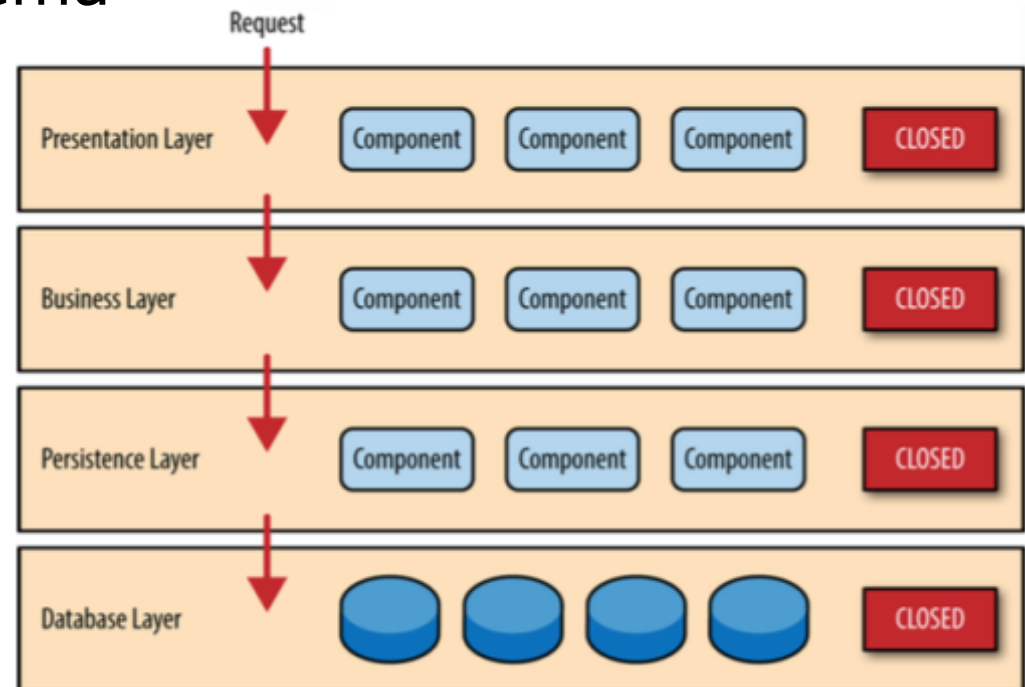 Request
Presentation Layer Component Component Component CLOSED
Business Layer Component Component Component CLOSED
Persistence Layer Component Component Component CLOSED
Database Layer CLOSED